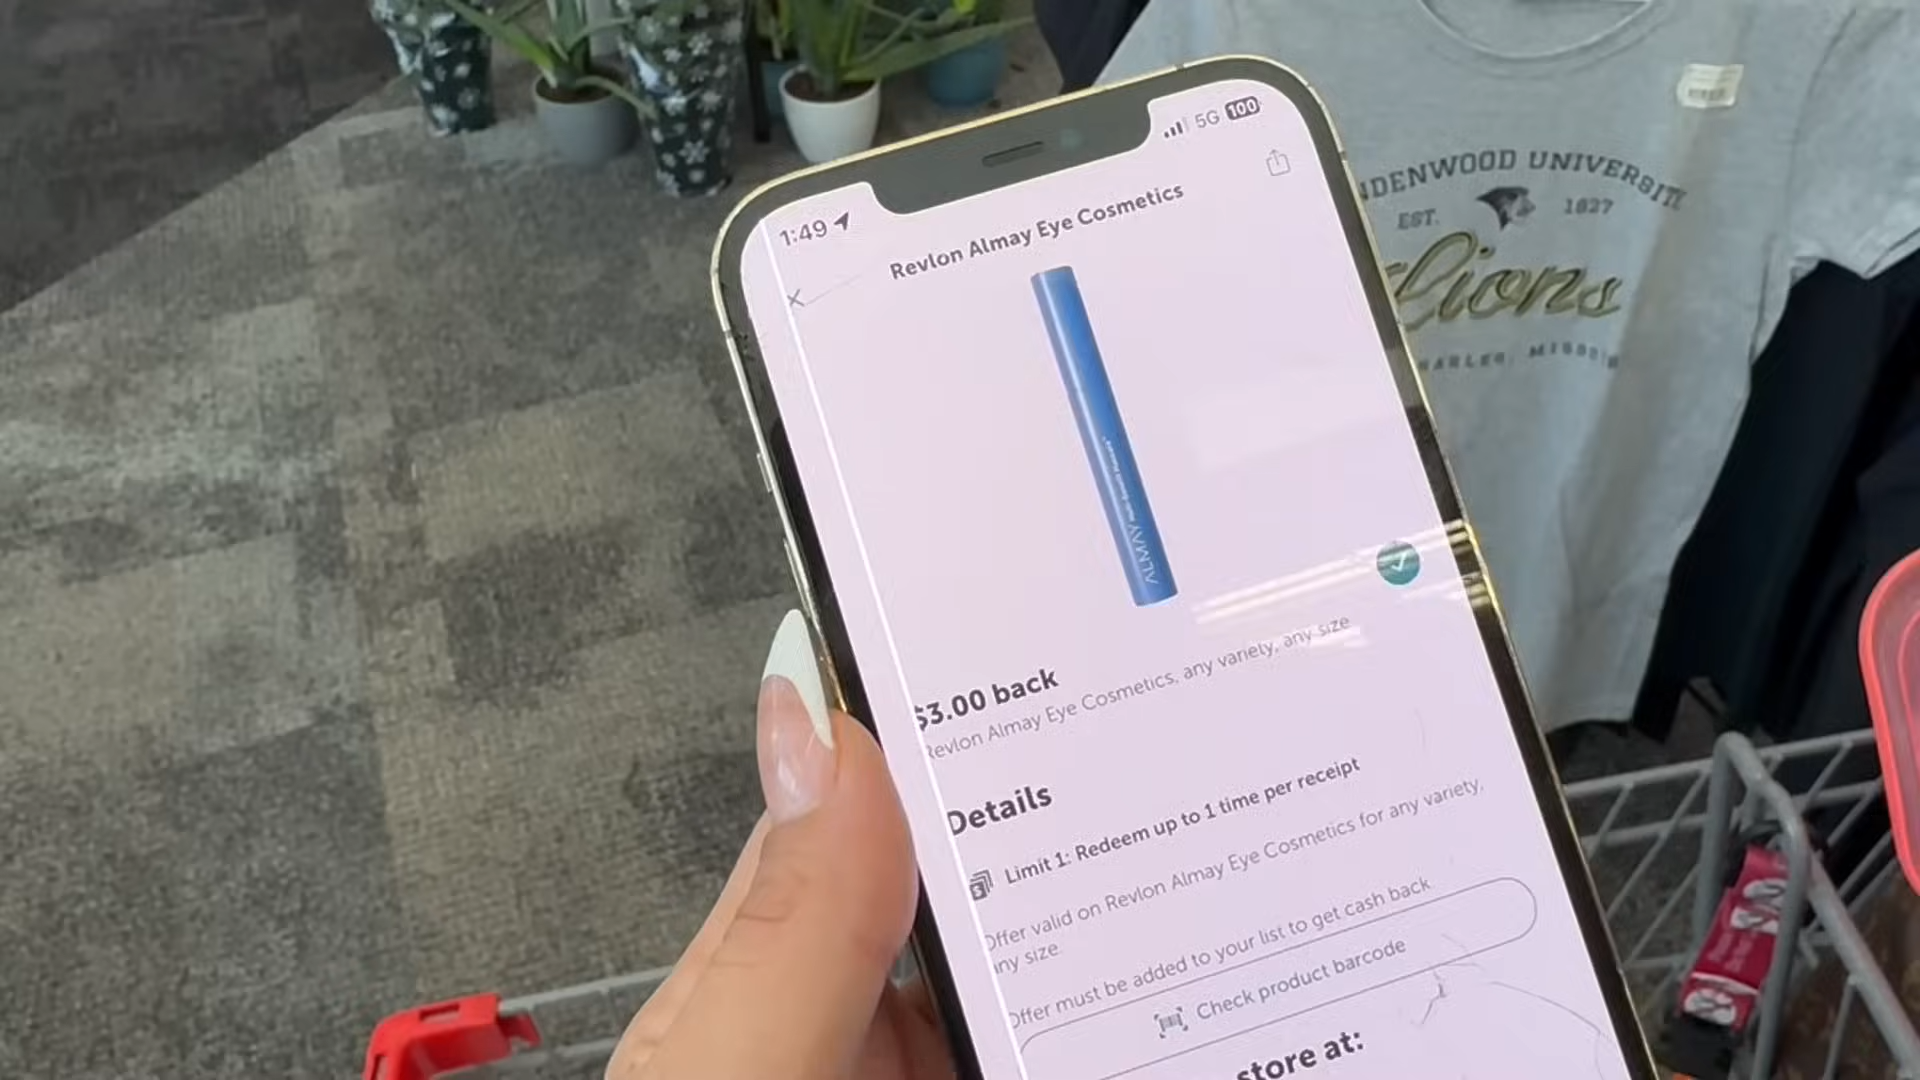 1:49
5G 100
Revlon Almay Eye Cosmetics
ALMAY
$3.00 back
Revlon Almay Eye Cosmetics, any variety, any size
Details
Limit 1: Redeem up to 1 time per receipt
Offer valid on Revlon Almay Eye Cosmetics for any variety,
any size
Offer must be added to your list to get cash back
Check product barcode
store at:
NDENWOOD UNIVERSITY
EST. 1827
Lions
HARLES, MISSO